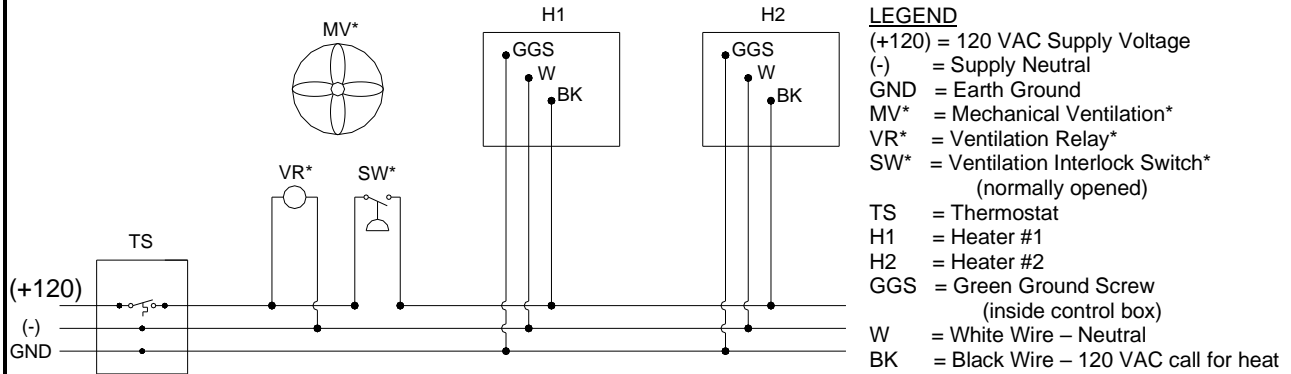 MV*
H1
H2
GGS
W
BK
GGS
W
BK
VR*
SW*
TS
(+120)
(-)
GND
LEGEND
(+120) = 120 VAC Supply Voltage
(-) = Supply Neutral
GND = Earth Ground
MV* = Mechanical Ventilation*
VR* = Ventilation Relay*
SW* = Ventilation Interlock Switch*
(normally opened)
TS = Thermostat
H1 = Heater #1
H2 = Heater #2
GGS = Green Ground Screw
(inside control box)
W = White Wire – Neutral
BK = Black Wire – 120 VAC call for heat